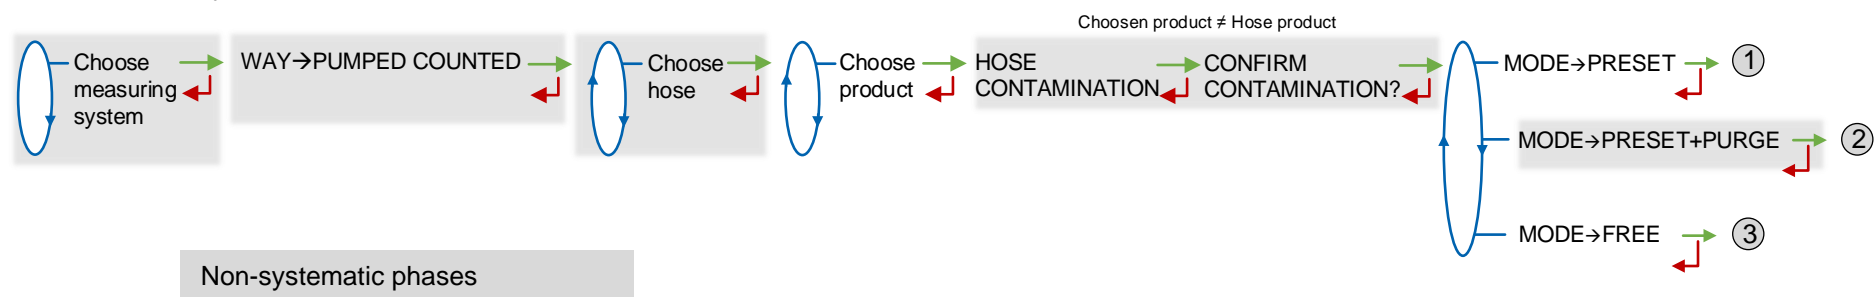 Choosen product ≠ Hose product
Choose
measuring
system
WAY→PUMPED COUNTED
Choose
hose
Choose
product
HOSE
CONTAMINATION
CONFIRM
CONTAMINATION?
MODE→PRESET
1
MODE→PRESET+PURGE
2
MODE→FREE
3
Non-systematic phases